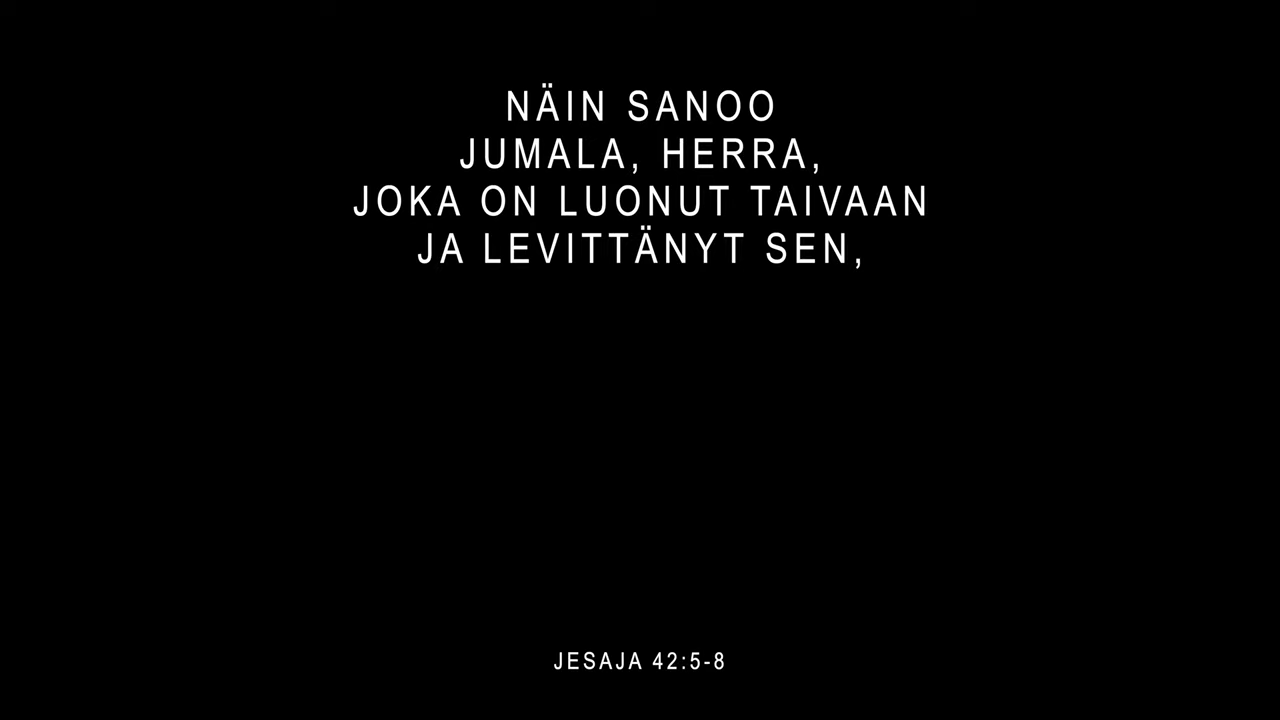 NÄIN SANOO
JUMALA, HERRA,
JOKA ON LUONUT TAIVAAN
JA LEVITTÄNYT SEN,
JESAJA 42:5-8